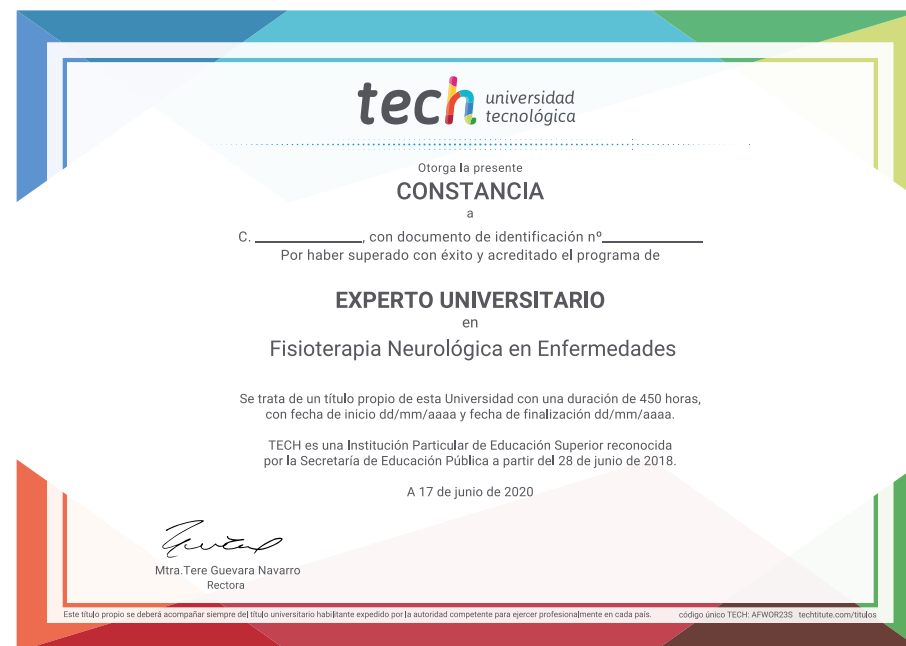 tech universidad
tecnológica
Otorga la presente
CONSTANCIA
a
C. ______________, con documento de identificación nº_____________
Por haber superado con éxito y acreditado el programa de
EXPERTO UNIVERSITARIO
en
Fisioterapia Neurológica en Enfermedades
Se trata de un título propio de esta Universidad con una duración de 450 horas,
con fecha de inicio dd/mm/aaaa y fecha de finalización dd/mm/aaaa.
TECH es una Institución Particular de Educación Superior reconocida
por la Secretaría de Educación Pública a partir del 28 de junio de 2018.
A 17 de junio de 2020
Mtra.Tere Guevara Navarro
Rectora
Este título propio se deberá acompañar siempre del título universitario habilitante expedido por la autoridad competente para ejercer profesionalmente en cada país. código único TECH: AFWOR23S techtitute.com/titulos